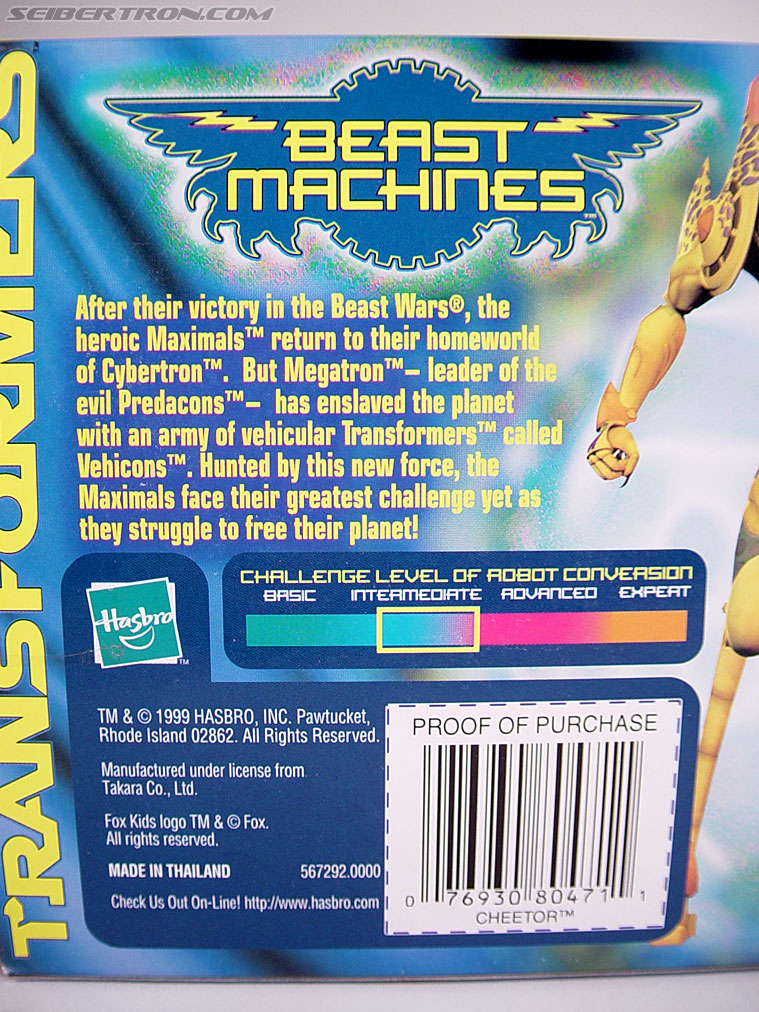 SEIBERTRON.COM
TRANSFORMERS
BEAST
MACHINES™
After their victory in the Beast Wars®, the
heroic Maximals™ return to their homeworld
of Cybertron™. But Megatron™– leader of the
evil Predacons™– has enslaved the planet
with an army of vehicular Transformers™ called
Vehicons™. Hunted by this new force, the
Maximals face their greatest challenge yet as
they struggle to free their planet!
CHALLENGE LEVEL OF ROBOT CONVERSION
BASIC INTERMEDIATE ADVANCED EXPERT
Hasbro™
TM & © 1999 HASBRO, INC. Pawtucket,
Rhode Island 02862. All Rights Reserved.
Manufactured under license from
Takara Co., Ltd.
Fox Kids logo TM & © Fox.
All rights reserved.
MADE IN THAILAND 567292.0000
Check Us Out On-Line! http://www.hasbro.com
PROOF OF PURCHASE
0 76930 80471 1
CHEETOR™